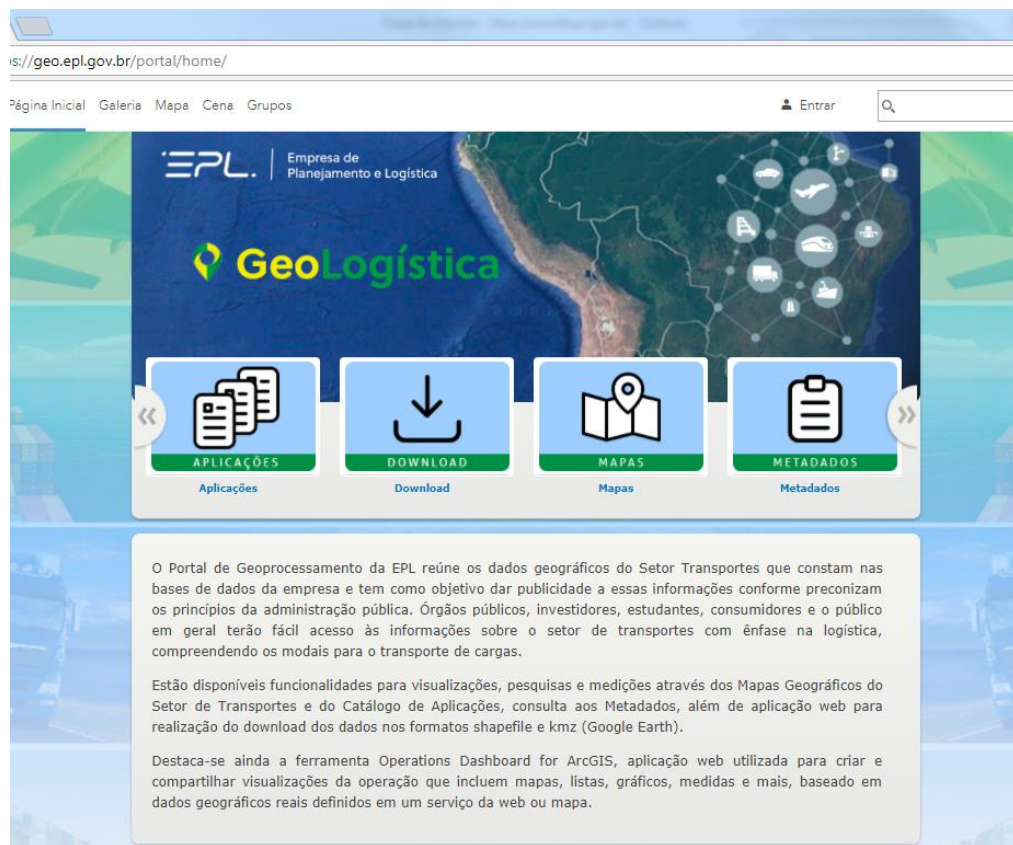 s://geo.epl.gov.br/portal/home/
Página Inicial Galeria Mapa Cena Grupos Entrar
EPL. Empresa de
Planejamento e Logística
GeoLogística
APLICAÇÕES DOWNLOAD MAPAS METADADOS
Aplicações Download Mapas Metadados
O Portal de Geoprocessamento da EPL reúne os dados geográficos do Setor Transportes que constam nas
bases de dados da empresa e tem como objetivo dar publicidade a essas informações conforme preconizam
os princípios da administração pública. Órgãos públicos, investidores, estudantes, consumidores e o público
em geral terão fácil acesso às informações sobre o setor de transportes com ênfase na logística,
compreendendo os modais para o transporte de cargas.
Estão disponíveis funcionalidades para visualizações, pesquisas e medições através dos Mapas Geográficos do
Setor de Transportes e do Catálogo de Aplicações, consulta aos Metadados, além de aplicação web para
realização do download dos dados nos formatos shapefile e kmz (Google Earth).
Destaca-se ainda a ferramenta Operations Dashboard for ArcGIS, aplicação web utilizada para criar e
compartilhar visualizações da operação que incluem mapas, listas, gráficos, medidas e mais, baseado em
dados geográficos reais definidos em um serviço da web ou mapa.